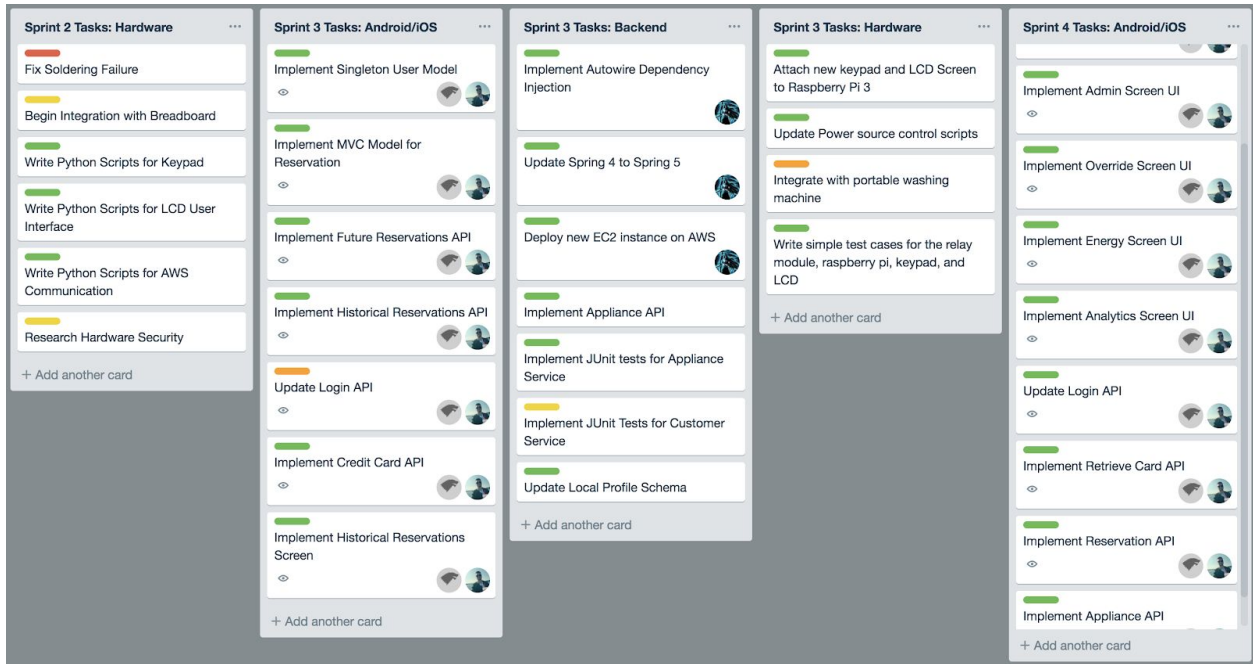 Sprint 2 Tasks: Hardware
Fix Soldering Failure
Begin Integration with Breadboard
Write Python Scripts for Keypad
Write Python Scripts for LCD User
Interface
Write Python Scripts for AWS
Communication
Research Hardware Security
+ Add another card
Sprint 3 Tasks: Android/iOS
Implement Singleton User Model
Implement MVC Model for
Reservation
Implement Future Reservations API
Implement Historical Reservations API
Update Login API
Implement Credit Card API
Implement Historical Reservations
Screen
+ Add another card
Sprint 3 Tasks: Backend
Implement Autowire Dependency
Injection
Update Spring 4 to Spring 5
Deploy new EC2 instance on AWS
Implement Appliance API
Implement JUnit tests for Appliance
Service
Implement JUnit Tests for Customer
Service
Update Local Profile Schema
+ Add another card
Sprint 3 Tasks: Hardware
Attach new keypad and LCD Screen
to Raspberry Pi 3
Update Power source control scripts
Integrate with portable washing
machine
Write simple test cases for the relay
module, raspberry pi, keypad, and
LCD
+ Add another card
Sprint 4 Tasks: Android/iOS
Implement Admin Screen UI
Implement Override Screen UI
Implement Energy Screen UI
Implement Analytics Screen UI
Update Login API
Implement Retrieve Card API
Implement Reservation API
Implement Appliance API
+ Add another card